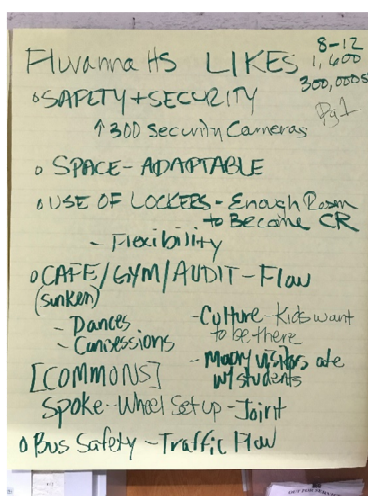 Fluvanna HS LIKES
8-12
1,600
300,000s
Pg 1
o SAFETY + SECURITY
↑ 300 Security Cameras
o SPACE - ADAPTABLE
o USE OF LOCKERS - Enough Room
to Become CR
- Flexibility
o CAFE/GYM/AUDIT - Flow
(sunken)
- Dances
- Concessions
- Culture - Kids want
to be there
- Many visitors ate
w/ students
[COMMONS]
Spoke-Wheel Set up - Joint
o Bus Safety - Traffic Flow